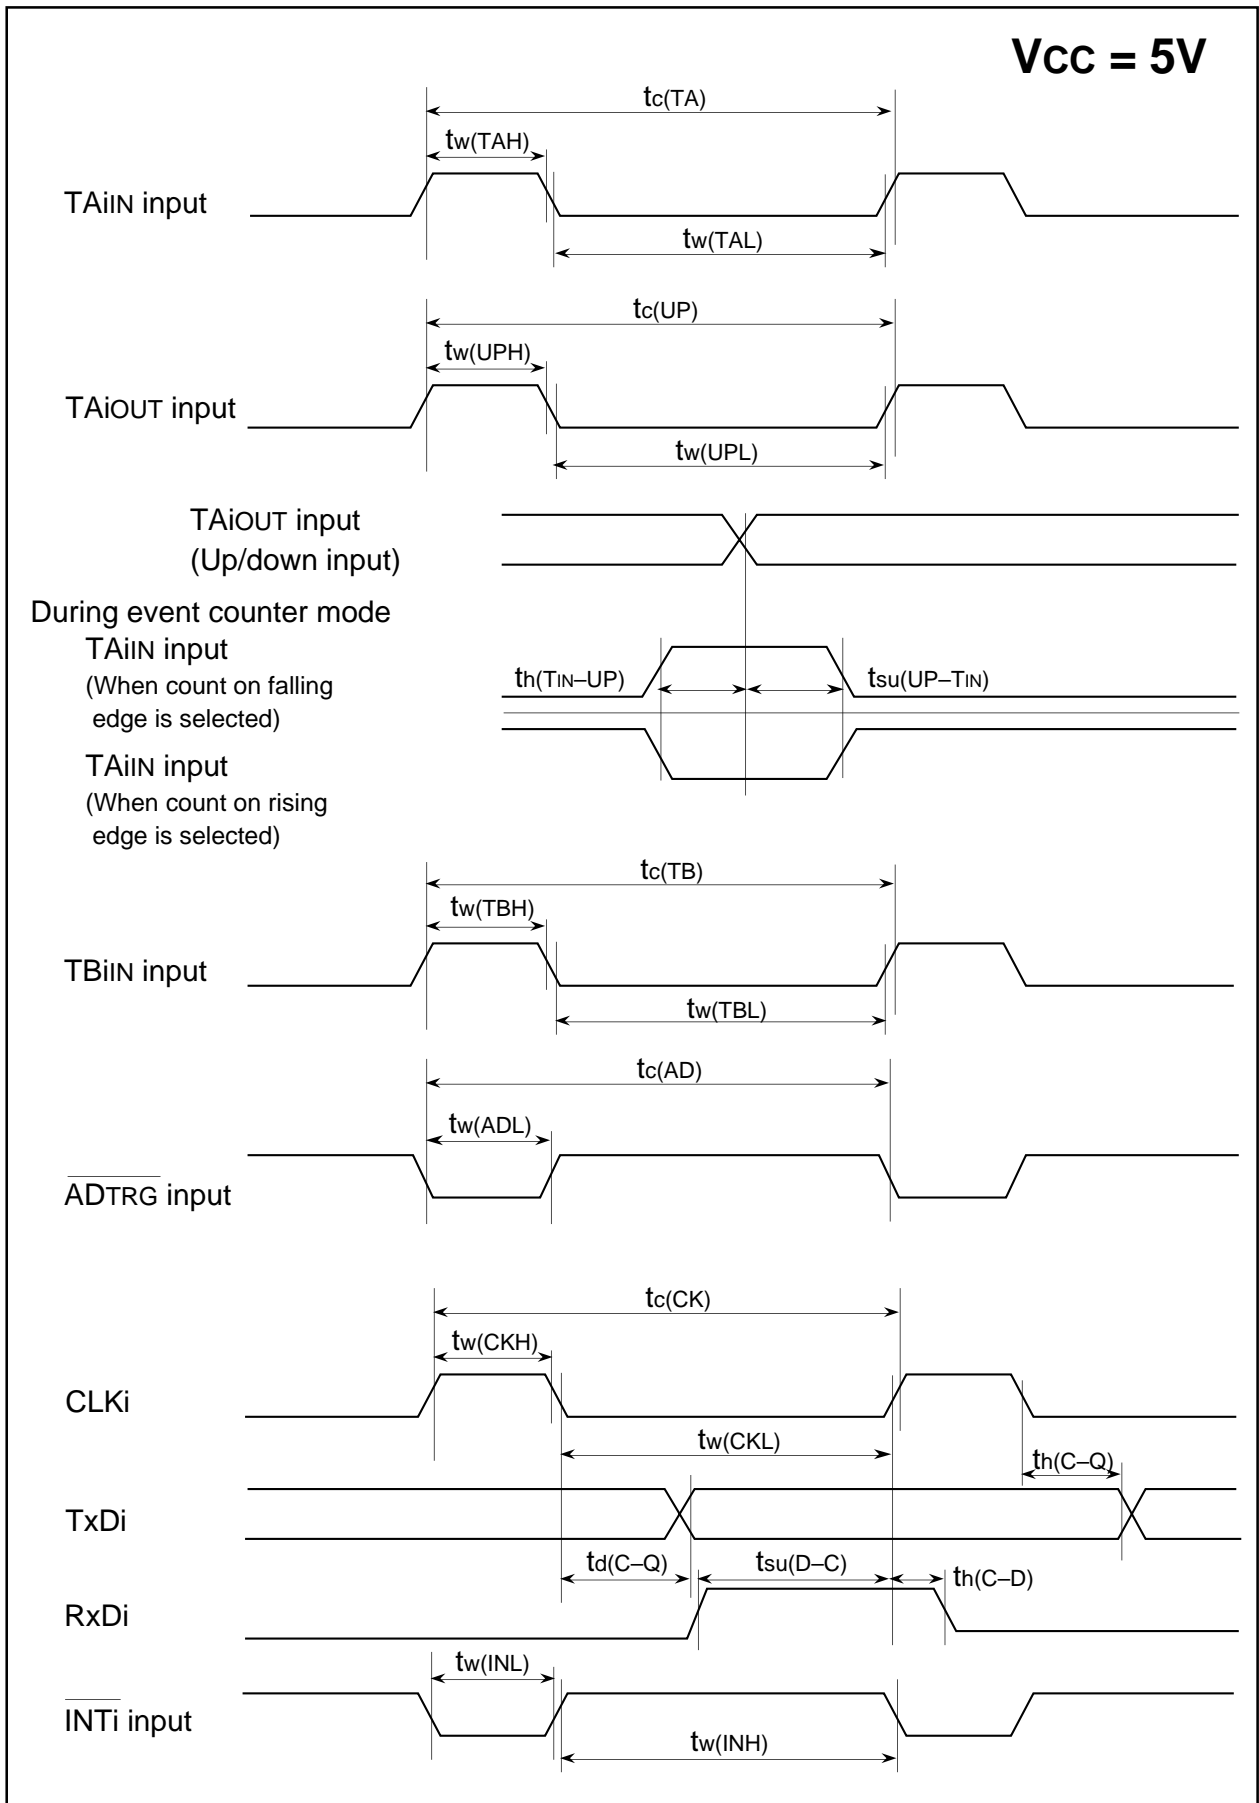 VCC = 5V
tc(TA)
tw(TAH)
TAiIN input
tw(TAL)
tc(UP)
tw(UPH)
TAiOUT input
tw(UPL)
TAiOUT input
(Up/down input)
During event counter mode
TAiIN input
(When count on falling
edge is selected)
th(TIN–UP)
tsu(UP–TIN)
TAiIN input
(When count on rising
edge is selected)
tc(TB)
tw(TBH)
TBiIN input
tw(TBL)
tc(AD)
tw(ADL)
ADTRG input
tc(CK)
tw(CKH)
CLKi
tw(CKL)
th(C–Q)
TxDi
td(C–Q)
tsu(D–C)
th(C–D)
RxDi
tw(INL)
INTi input
tw(INH)